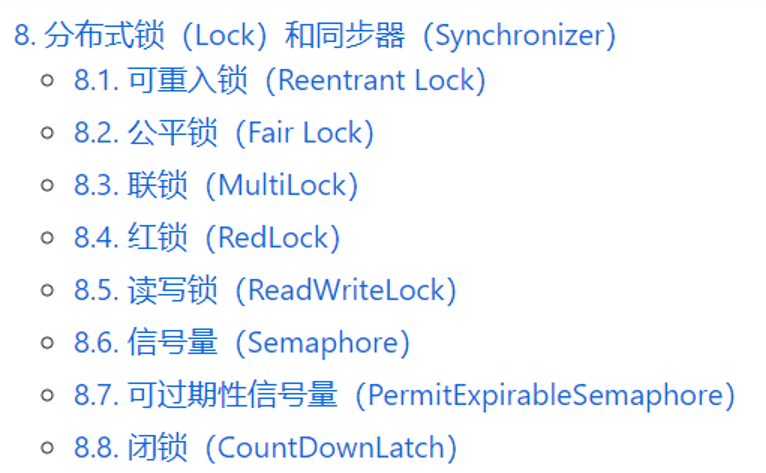 8. 分布式锁（Lock）和同步器（Synchronizer）
8.1. 可重入锁（Reentrant Lock）
8.2. 公平锁（Fair Lock）
8.3. 联锁（MultiLock）
8.4. 红锁（RedLock）
8.5. 读写锁（ReadWriteLock）
8.6. 信号量（Semaphore）
8.7. 可过期性信号量（PermitExpirableSemaphore）
8.8. 闭锁（CountDownLatch）